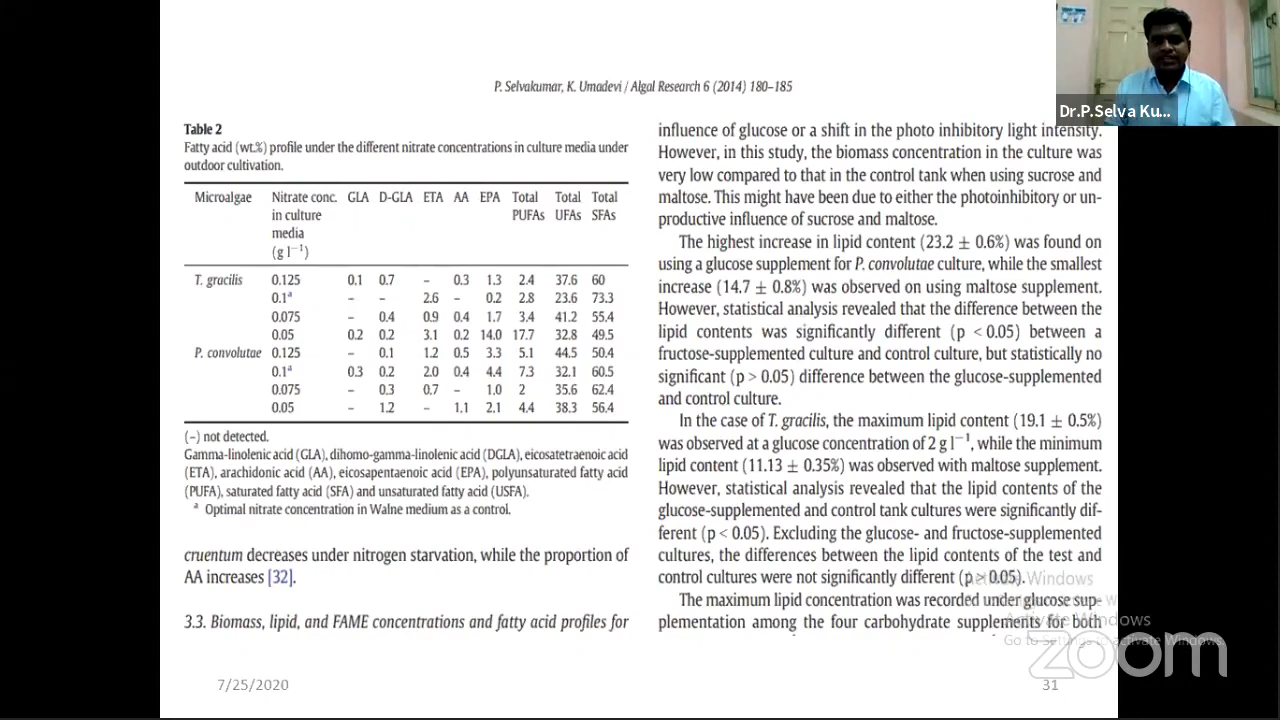 P. Selvakumar, K. Umadevi / Algal Research 6 (2014) 180–185
Dr.P.Selva Ku...
Table 2
Fatty acid (wt.%) profile under the different nitrate concentrations in culture media under
outdoor cultivation.
Microalgae Nitrate conc. GLA D-GLA ETA AA EPA Total Total Total
in culture PUFAs UFAs SFAs
media
(g l−1)
T. gracilis 0.125 0.1 0.7 – 0.3 1.3 2.4 37.6 60
0.1a – – 2.6 – 0.2 2.8 23.6 73.3
0.075 – 0.4 0.9 0.4 1.7 3.4 41.2 55.4
0.05 0.2 0.2 3.1 0.2 14.0 17.7 32.8 49.5
P. convolutae 0.125 – 0.1 1.2 0.5 3.3 5.1 44.5 50.4
0.1a 0.3 0.2 2.0 0.4 4.4 7.3 32.1 60.5
0.075 – 0.3 0.7 – 1.0 2 35.6 62.4
0.05 – 1.2 – 1.1 2.1 4.4 38.3 56.4
(–) not detected.
Gamma-linolenic acid (GLA), dihomo-gamma-linolenic acid (DGLA), eicosatetraenoic acid
(ETA), arachidonic acid (AA), eicosapentaenoic acid (EPA), polyunsaturated fatty acid
(PUFA), saturated fatty acid (SFA) and unsaturated fatty acid (USFA).
a Optimal nitrate concentration in Walne medium as a control.
cruentum decreases under nitrogen starvation, while the proportion of
AA increases [32].
3.3. Biomass, lipid, and FAME concentrations and fatty acid profiles for
influence of glucose or a shift in the photo inhibitory light intensity.
However, in this study, the biomass concentration in the culture was
very low compared to that in the control tank when using sucrose and
maltose. This might have been due to either the photoinhibitory or un-
productive influence of sucrose and maltose.
The highest increase in lipid content (23.2 ± 0.6%) was found on
using a glucose supplement for P. convolutae culture, while the smallest
increase (14.7 ± 0.8%) was observed on using maltose supplement.
However, statistical analysis revealed that the difference between the
lipid contents was significantly different (p < 0.05) between a
fructose-supplemented culture and control culture, but statistically no
significant (p > 0.05) difference between the glucose-supplemented
and control culture.
In the case of T. gracilis, the maximum lipid content (19.1 ± 0.5%)
was observed at a glucose concentration of 2 g l−1, while the minimum
lipid content (11.13 ± 0.35%) was observed with maltose supplement.
However, statistical analysis revealed that the lipid contents of the
glucose-supplemented and control tank cultures were significantly dif-
ferent (p < 0.05). Excluding the glucose- and fructose-supplemented
cultures, the differences between the lipid contents of the test and
control cultures were not significantly different (p > 0.05).
The maximum lipid concentration was recorded under glucose sup-
plementation among the four carbohydrate supplements for both
Activate Windows
Go to Settings to activate Windows.
zoom
7/25/2020
31